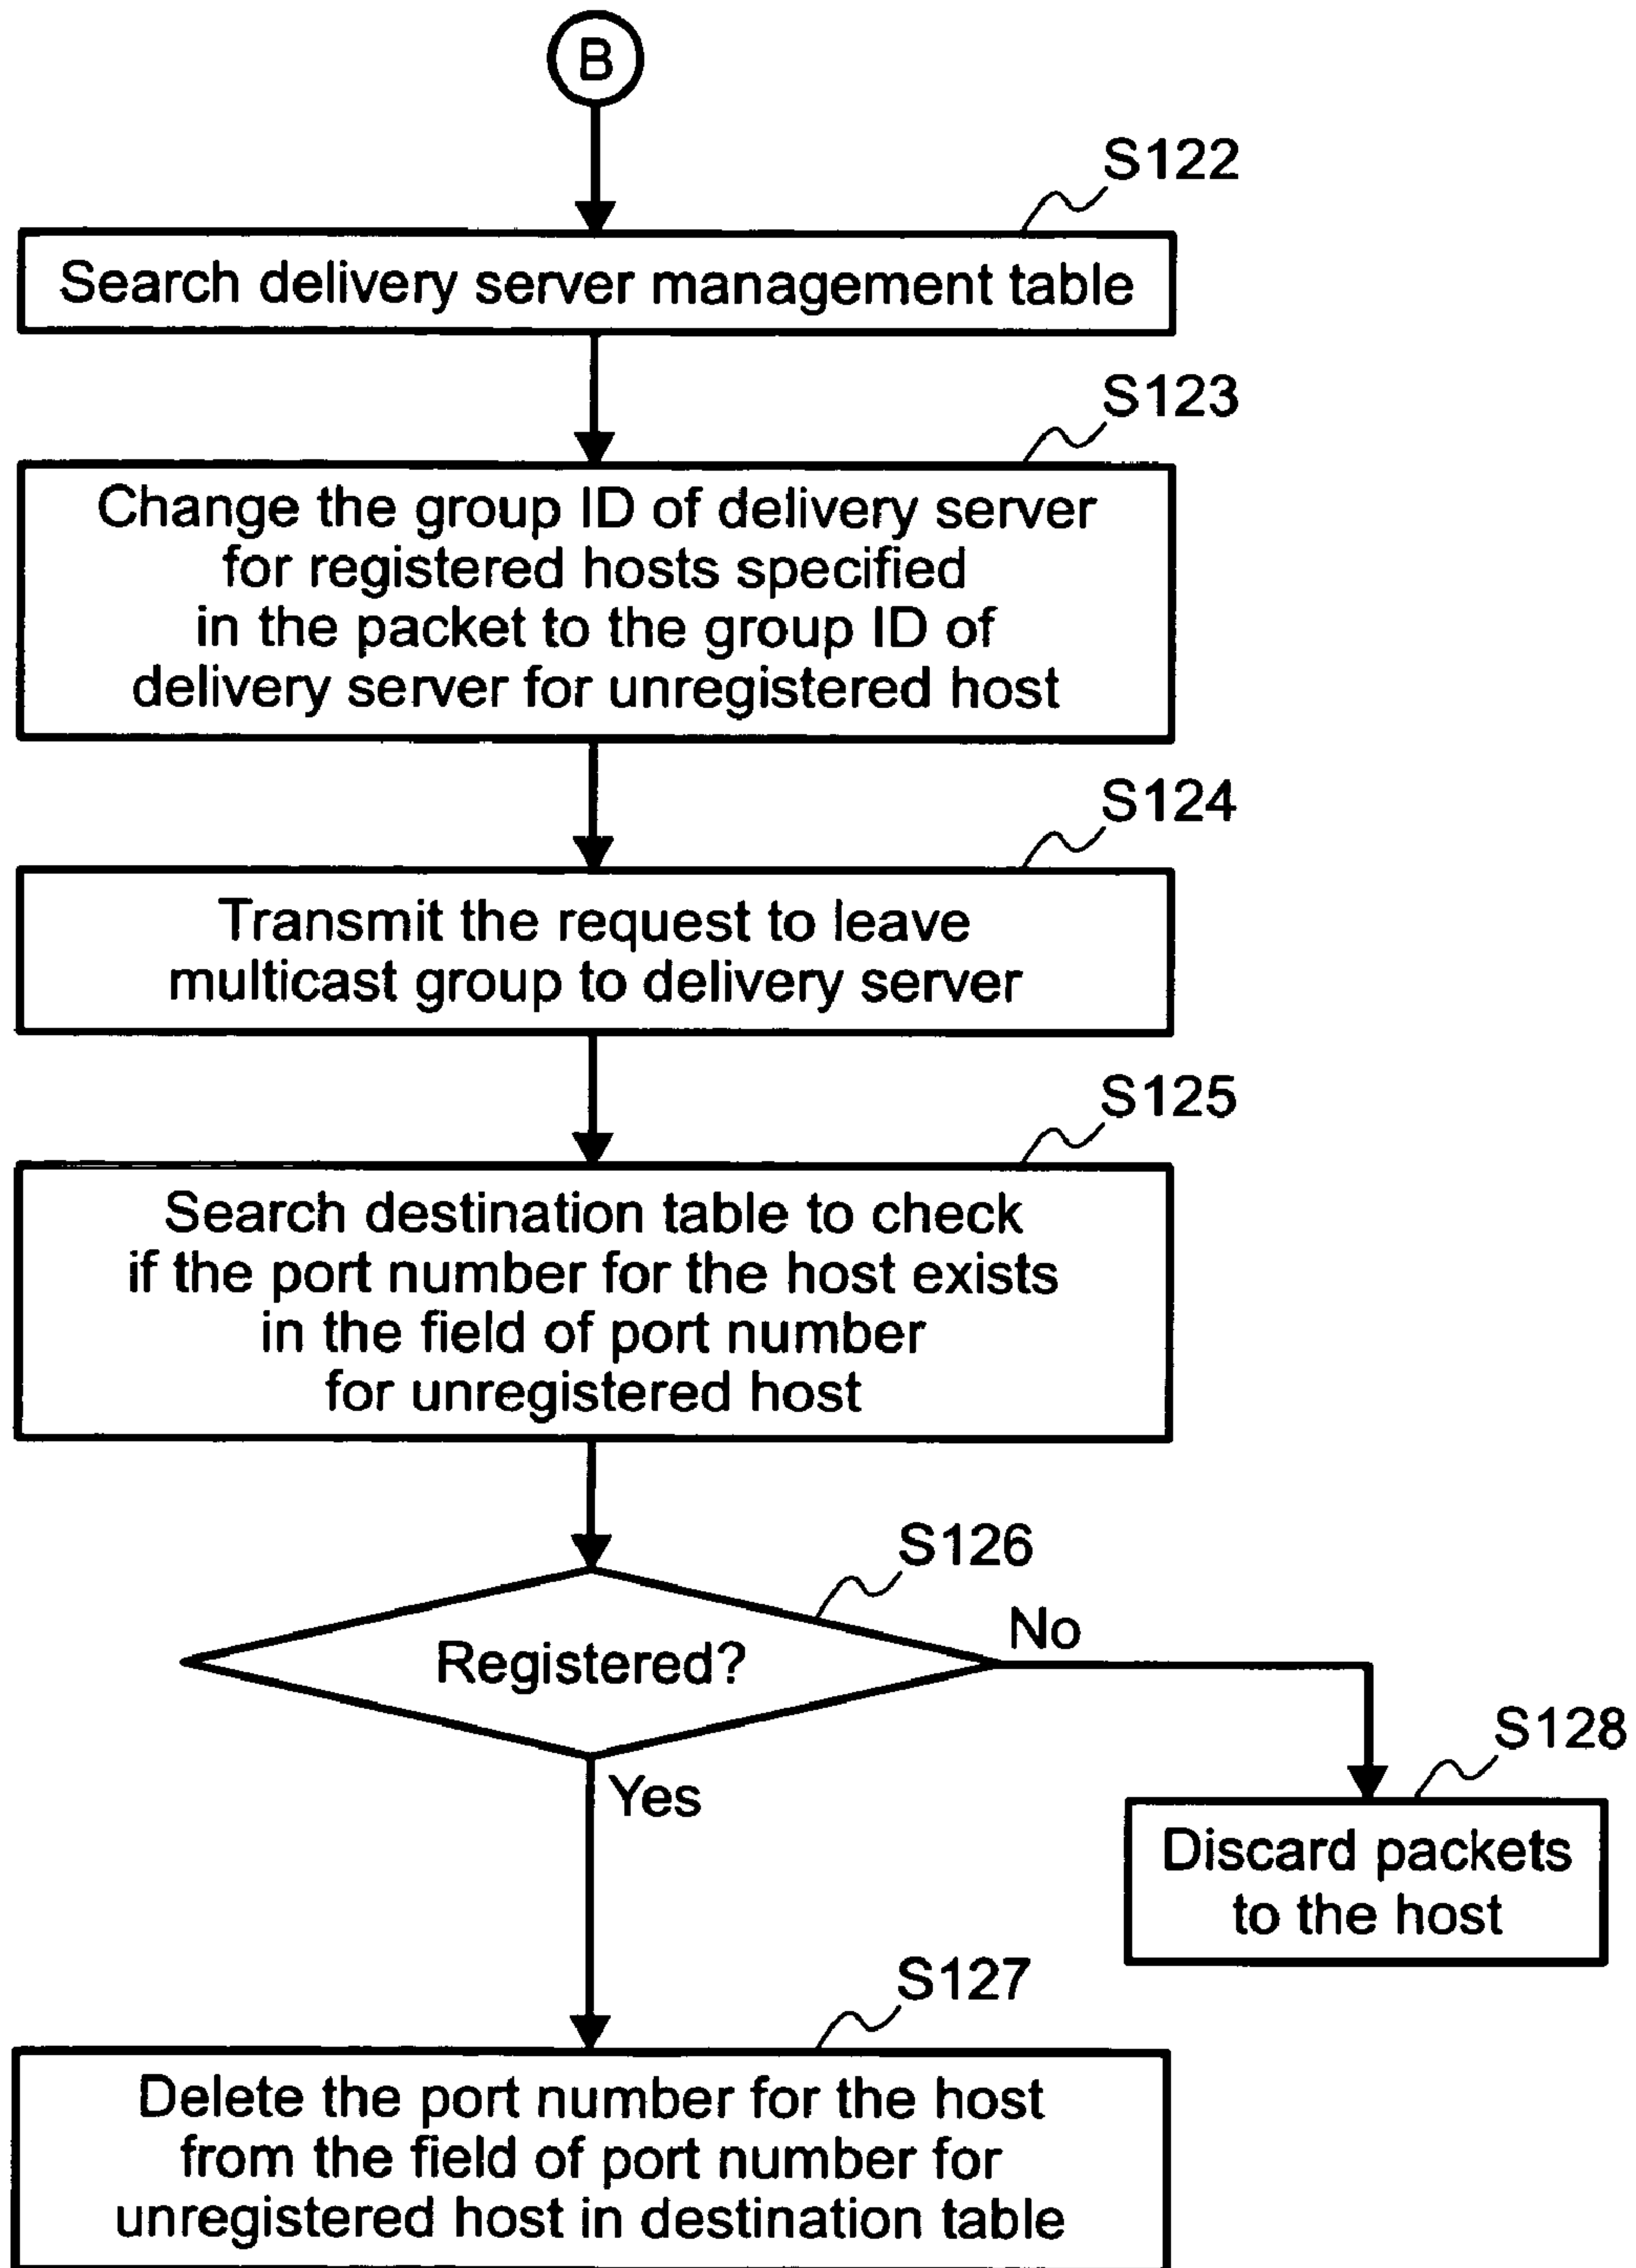 B
S122
Search delivery server management table
S123
Change the group ID of delivery server
for registered hosts specified
in the packet to the group ID of
delivery server for unregistered host
S124
Transmit the request to leave
multicast group to delivery server
S125
Search destination table to check
if the port number for the host exists
in the field of port number
for unregistered host
S126
Registered?
No
Yes
S128
Discard packets
to the host
S127
Delete the port number for the host
from the field of port number for
unregistered host in destination table